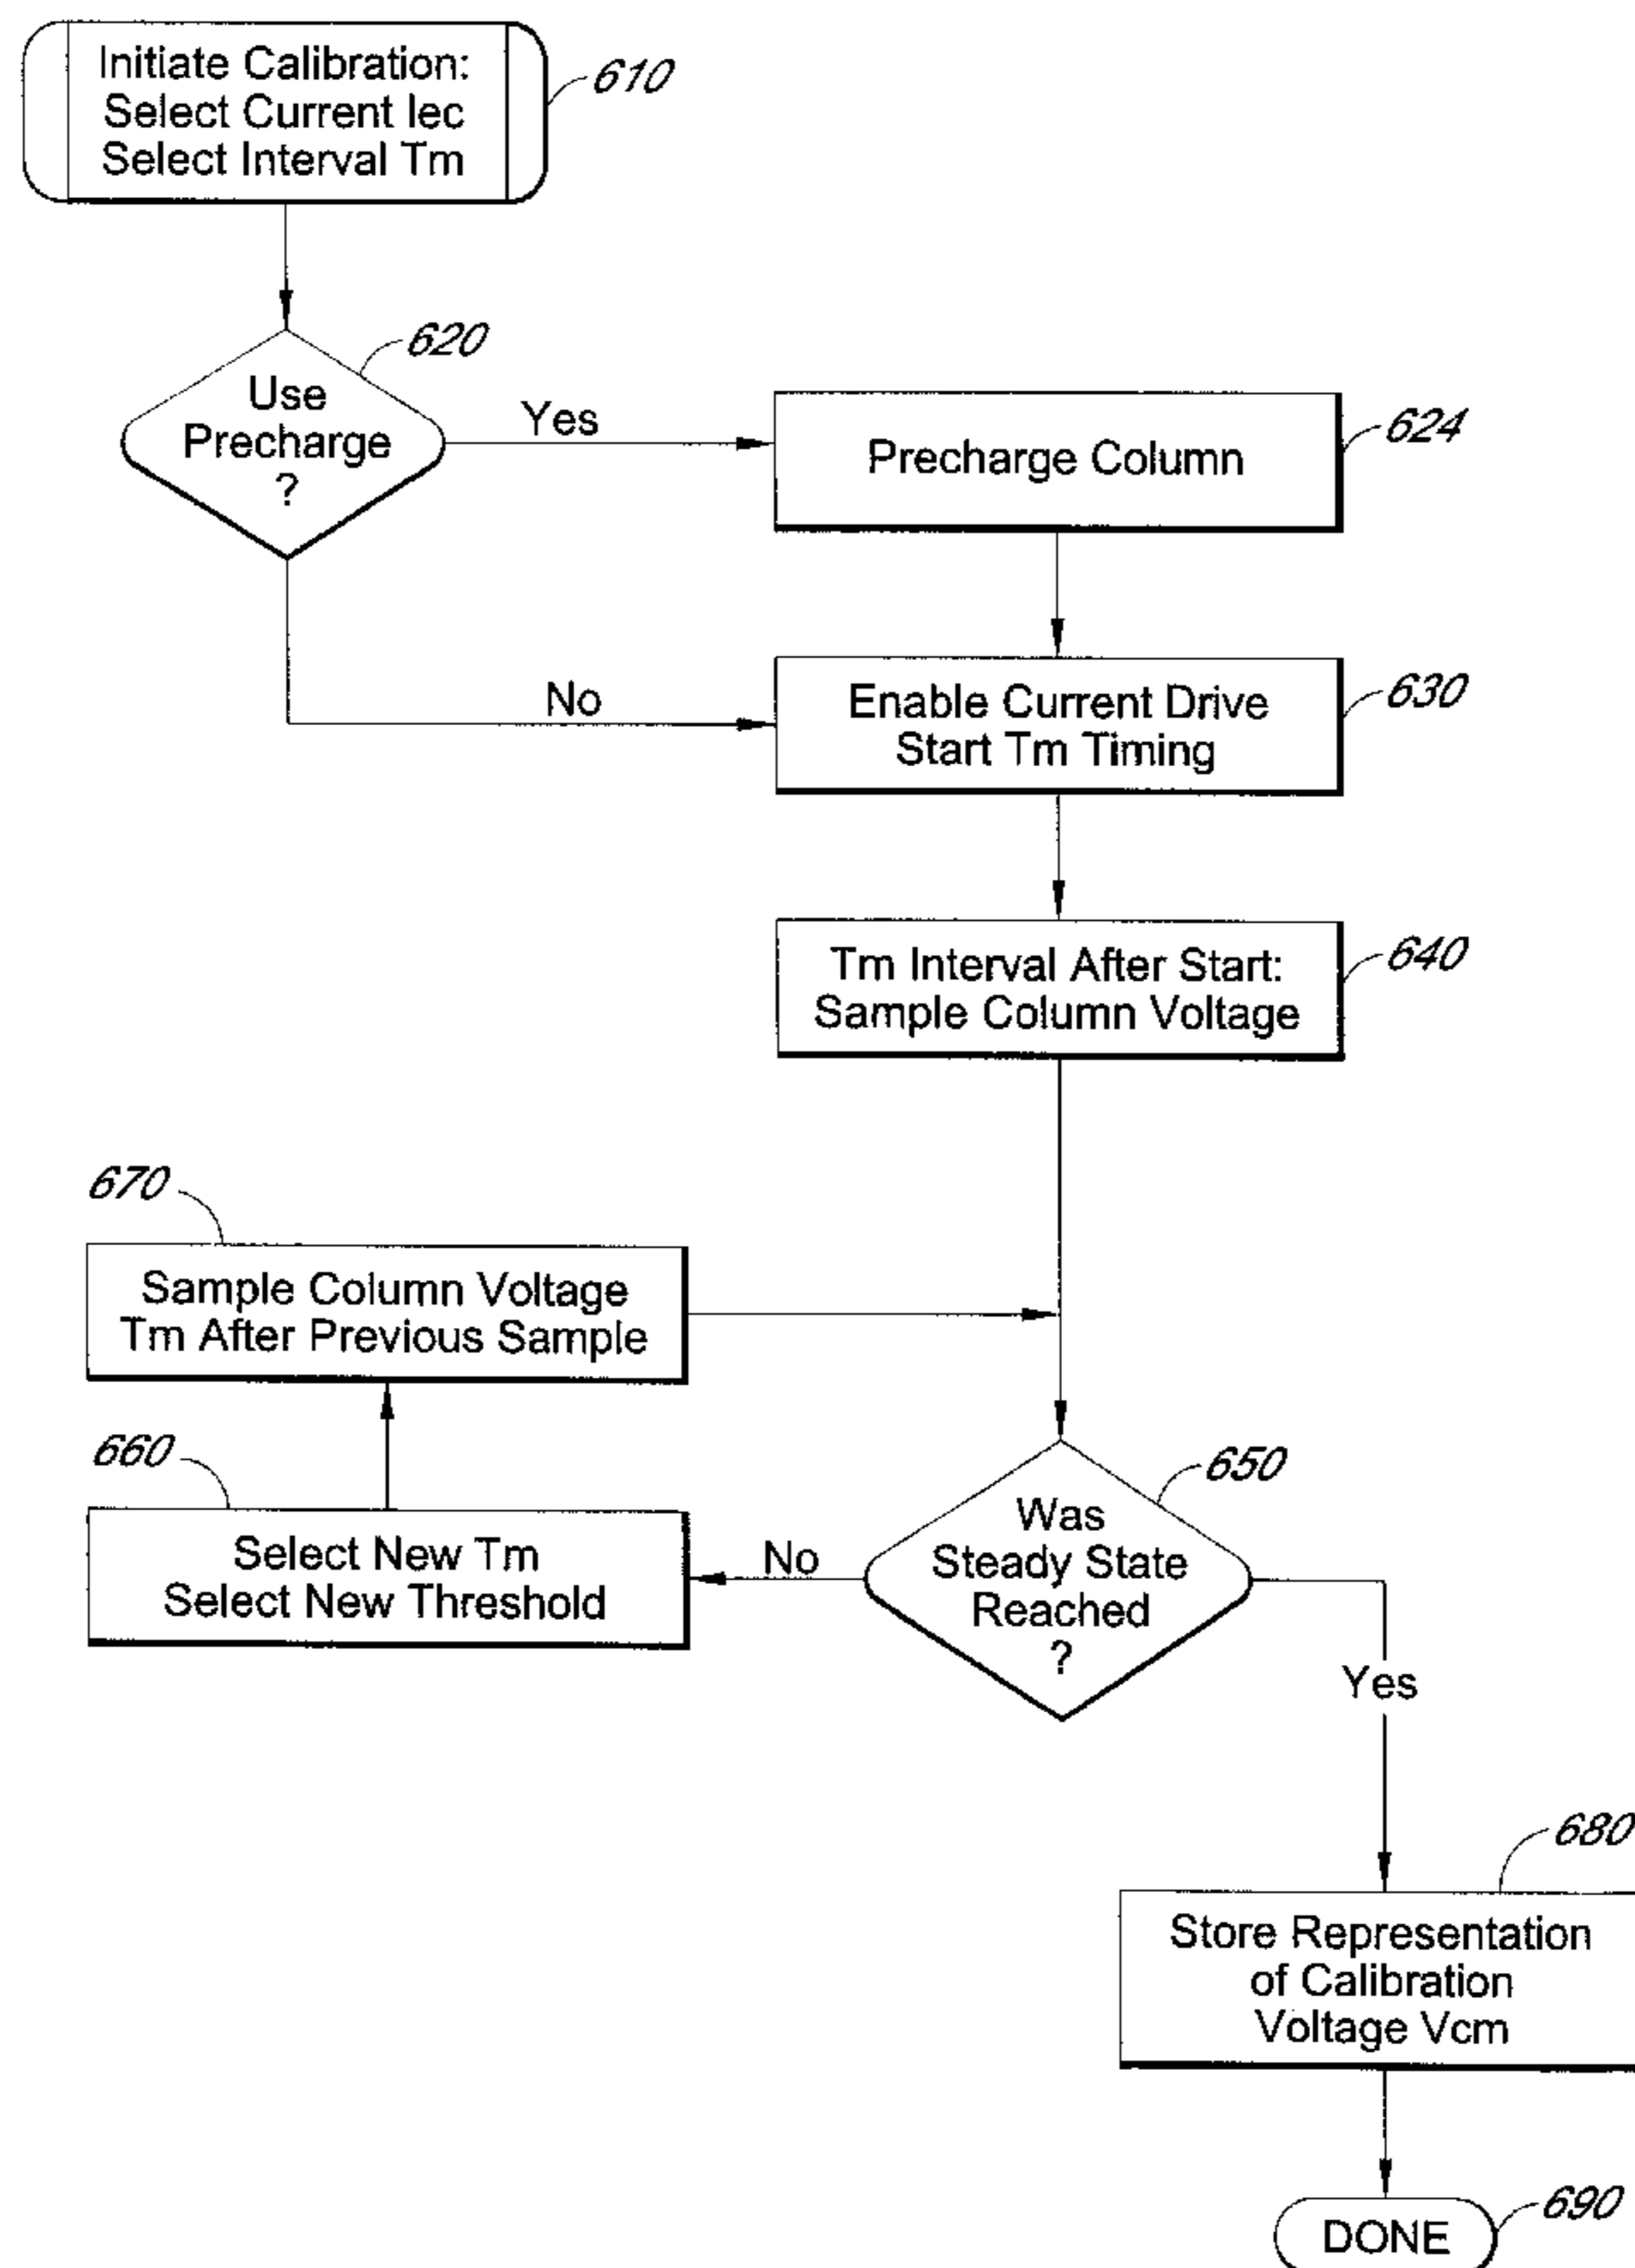 Initiate Calibration:
Select Current Iec
Select Interval Tm
610
620
Use
Precharge
?
Yes
Precharge Column
624
No
Enable Current Drive
Start Tm Timing
630
Tm Interval After Start:
Sample Column Voltage
640
670
Sample Column Voltage
Tm After Previous Sample
660
Select New Tm
Select New Threshold
No
650
Was
Steady State
Reached
?
Yes
680
Store Representation
of Calibration
Voltage Vcm
690
DONE